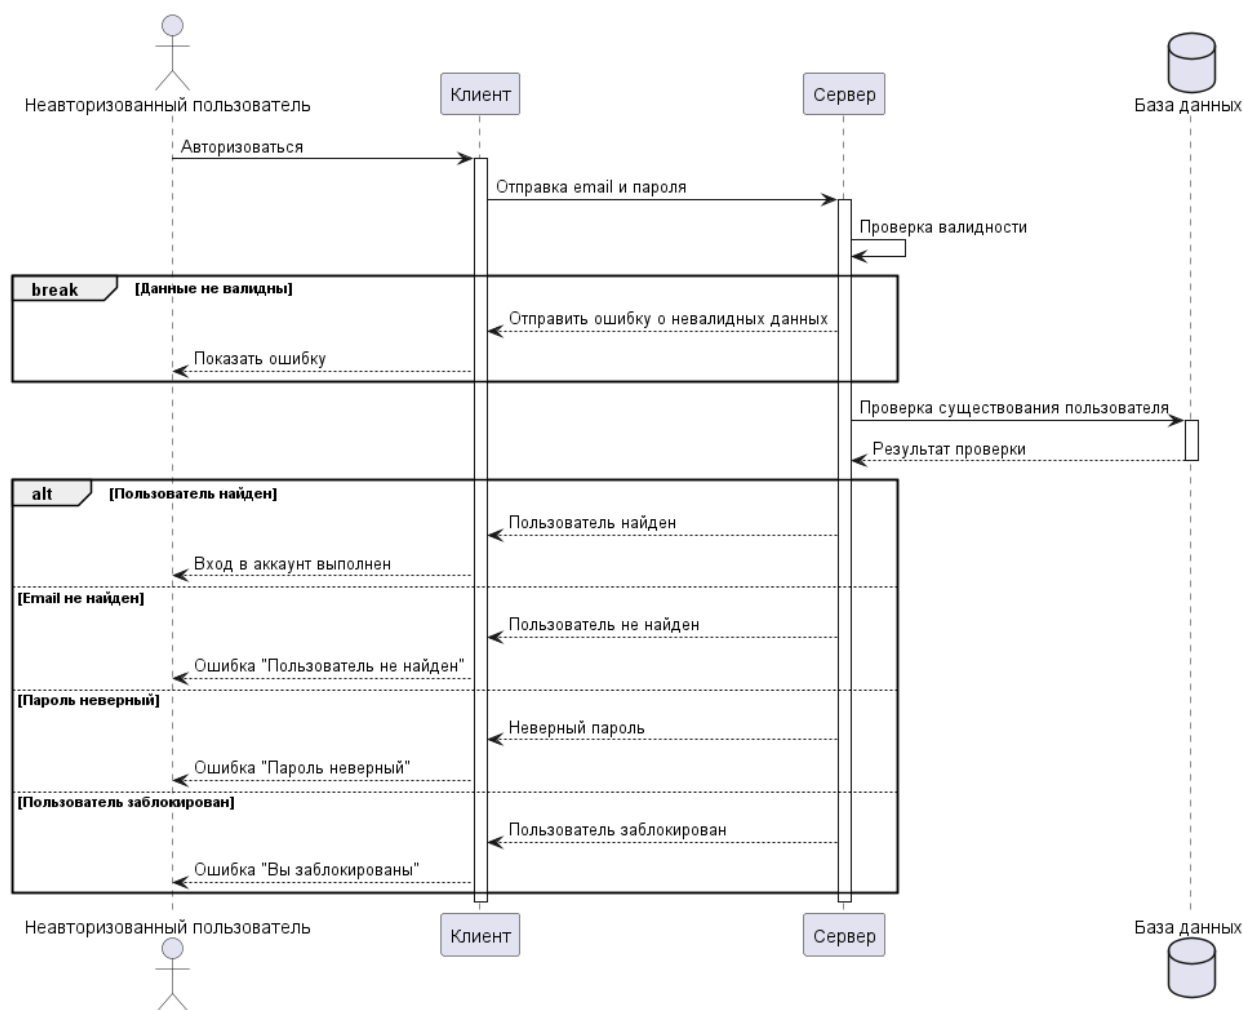 Неавторизованный пользователь
Клиент
Сервер
База данных
Авторизоваться
Отправка email и пароля
Проверка валидности
break
[Данные не валидны]
Отправить ошибку о невалидных данных
Показать ошибку
Проверка существования пользователя
Результат проверки
alt
[Пользователь найден]
Пользователь найден
Вход в аккаунт выполнен
[Email не найден]
Пользователь не найден
Ошибка "Пользователь не найден"
[Пароль неверный]
Неверный пароль
Ошибка "Пароль неверный"
[Пользователь заблокирован]
Пользователь заблокирован
Ошибка "Вы заблокированы"
Неавторизованный пользователь
Клиент
Сервер
База данных